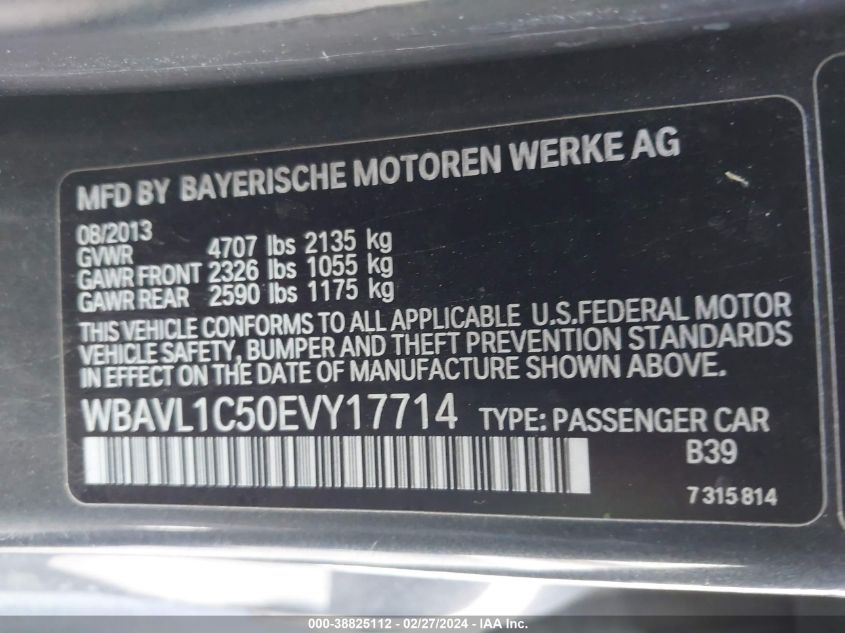 MFD BY BAYERISCHE MOTOREN WERKE AG
08/2013
GVWR 4707 lbs 2135 kg
GAWR FRONT 2326 lbs 1055 kg
GAWR REAR 2590 lbs 1175 kg
THIS VEHICLE CONFORMS TO ALL APPLICABLE U.S.FEDERAL MOTOR
VEHICLE SAFETY, BUMPER AND THEFT PREVENTION STANDARDS
IN EFFECT ON THE DATE OF MANUFACTURE SHOWN ABOVE.
WBAVL1C50EVY17714 TYPE: PASSENGER CAR
B39
7 315 814
000-38825112 - 02/27/2024 - IAA Inc.